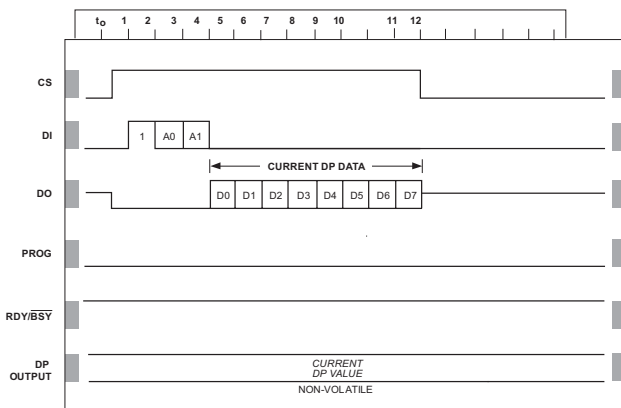 to 1 2 3 4 5 6 7 8 9 10 11 12
CS
DI 1 A0 A1
CURRENT DP DATA
DO D0 D1 D2 D3 D4 D5 D6 D7
PROG
RDY/BSY
DP
OUTPUT
CURRENT
DP VALUE
NON-VOLATILE